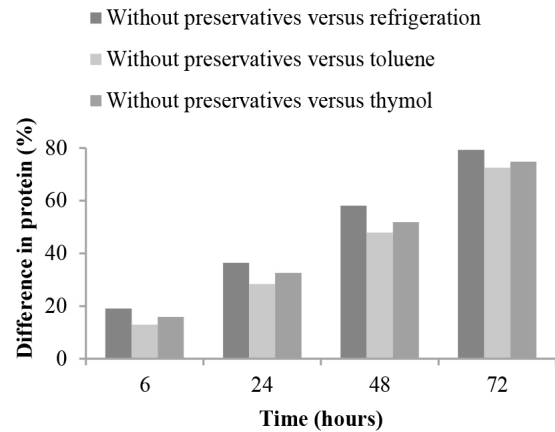 Without preservatives versus refrigeration
Without preservatives versus toluene
Without preservatives versus thymol
Difference in protein (%)
80
60
40
20
0
6 24 48 72
Time (hours)